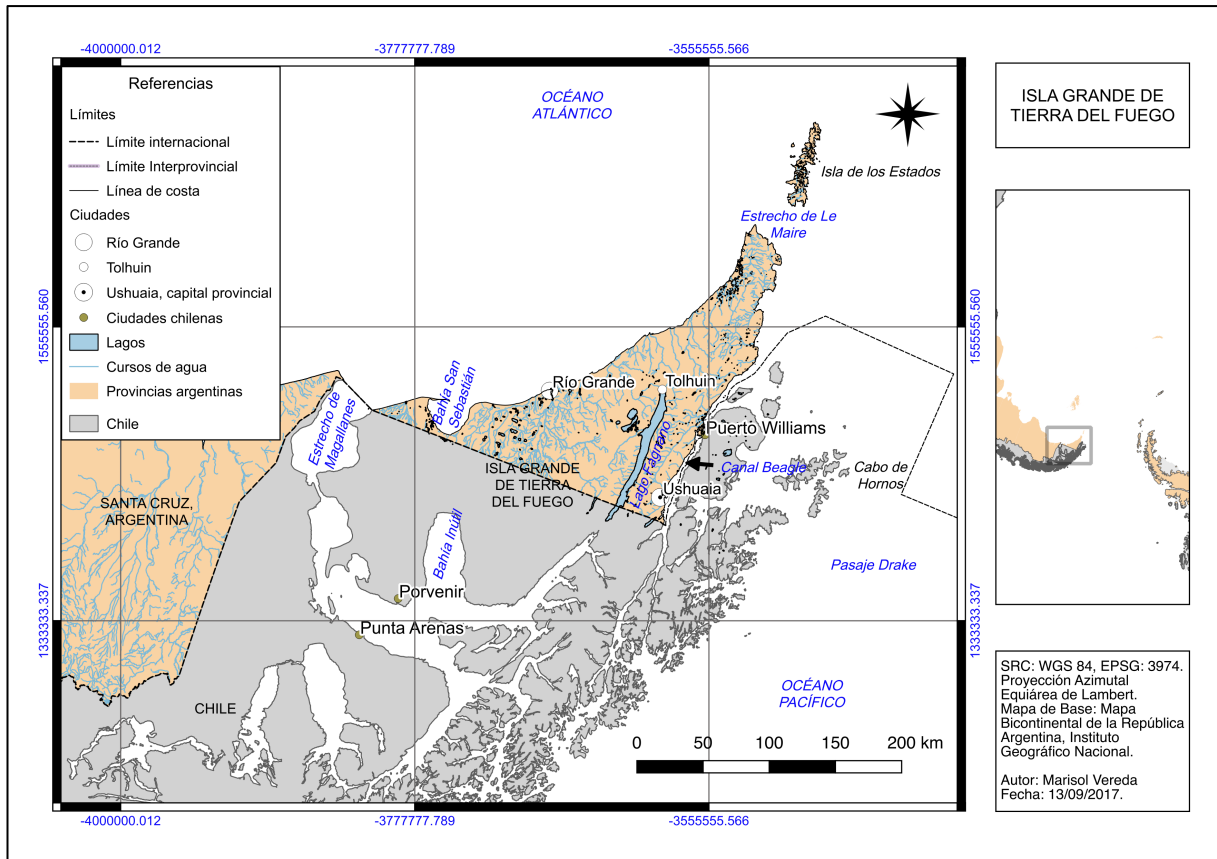 -4000000.012
-3777777.789
-3555555.566
Referencias
Límites
Límite internacional
Límite Interprovincial
Línea de costa
Ciudades
Río Grande
Tolhuin
Ushuaia, capital provincial
Ciudades chilenas
Lagos
Cursos de agua
Provincias argentinas
Chile
OCÉANO
ATLÁNTICO
Isla de los Estados
Estrecho de Le
Maire
1555555.560
1555555.560
Bahía San
Sebastián
Río Grande
Tolhuin
Estrecho de
Magallanes
Puerto Williams
Lago Fagnano
Canal Beagle
Cabo de
Hornos
ISLA GRANDE
DE TIERRA
DEL FUEGO
Ushuaia
SANTA CRUZ,
ARGENTINA
Bahía Inútil
Pasaje Drake
Porvenir
Punta Arenas
1333333.337
1333333.337
CHILE
OCÉANO
PACÍFICO
0 50 100 150 200 km
-4000000.012
-3777777.789
-3555555.566
ISLA GRANDE DE
TIERRA DEL FUEGO
SRC: WGS 84, EPSG: 3974.
Proyección Azimutal
Equiárea de Lambert.
Mapa de Base: Mapa
Bicontinental de la República
Argentina, Instituto
Geográfico Nacional.
Autor: Marisol Vereda
Fecha: 13/09/2017.